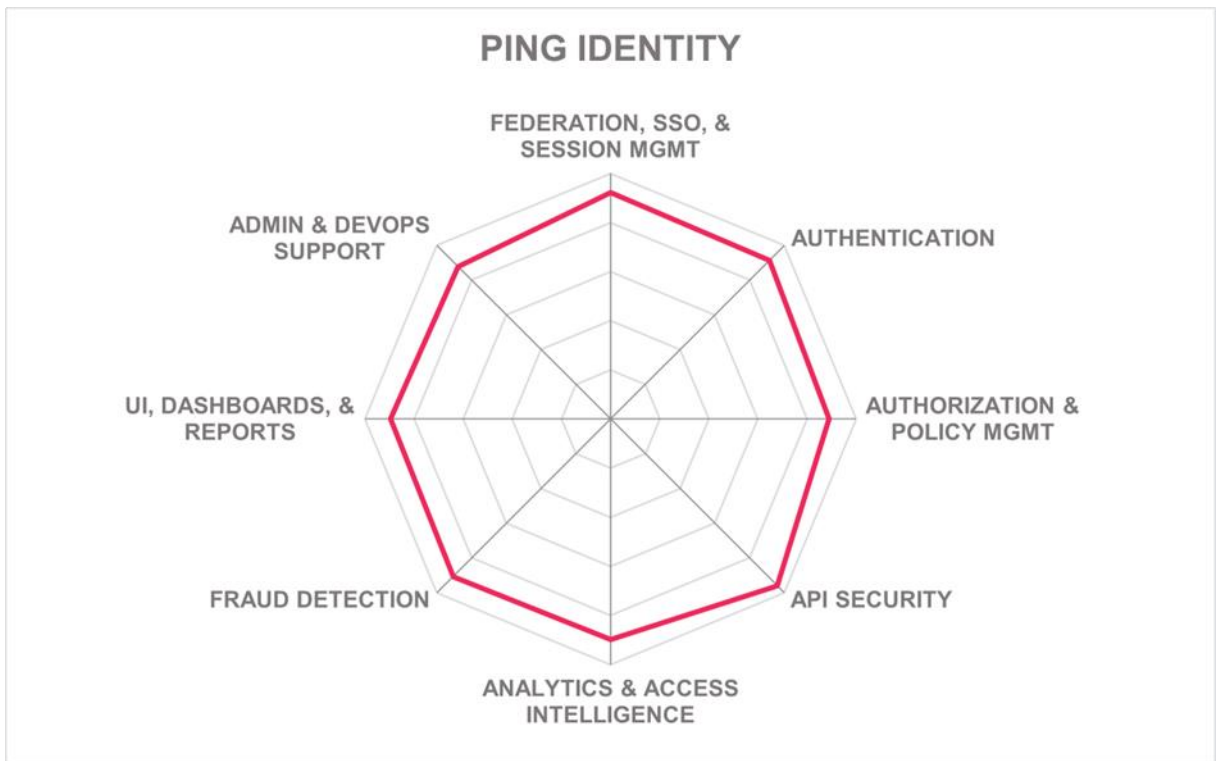 PING IDENTITY
FEDERATION, SSO, &
SESSION MGMT
ADMIN & DEVOPS
SUPPORT
AUTHENTICATION
UI, DASHBOARDS, &
REPORTS
AUTHORIZATION &
POLICY MGMT
FRAUD DETECTION
API SECURITY
ANALYTICS & ACCESS
INTELLIGENCE